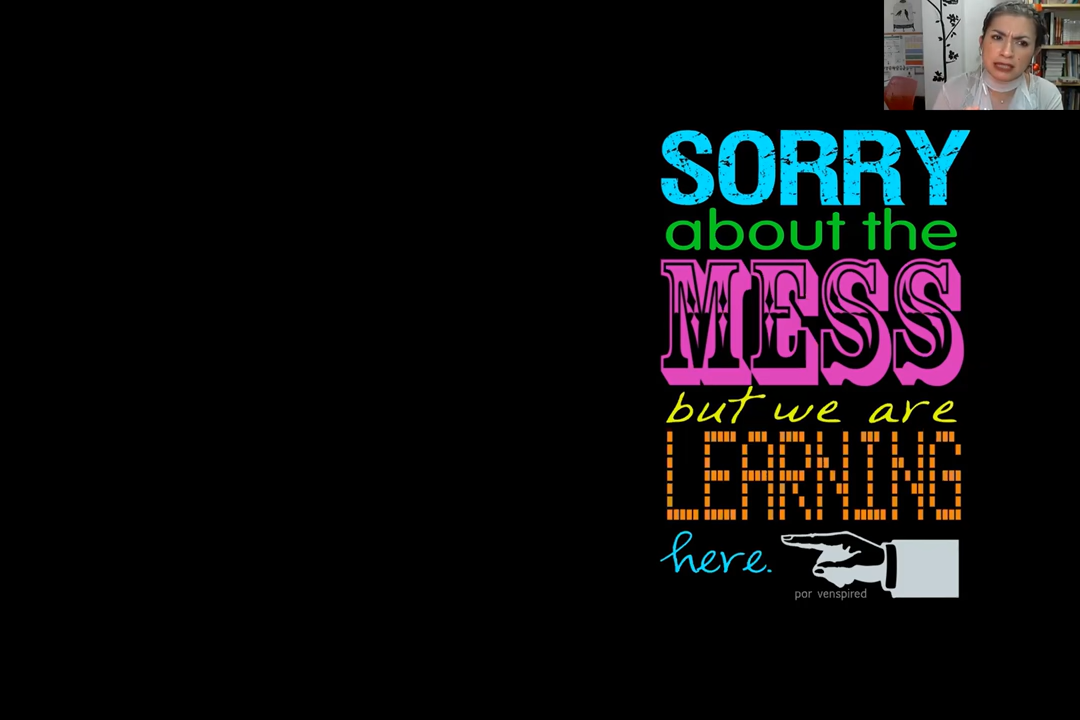 SORRY
about the
MESS
but we are
LEARNING
here.
por venspired